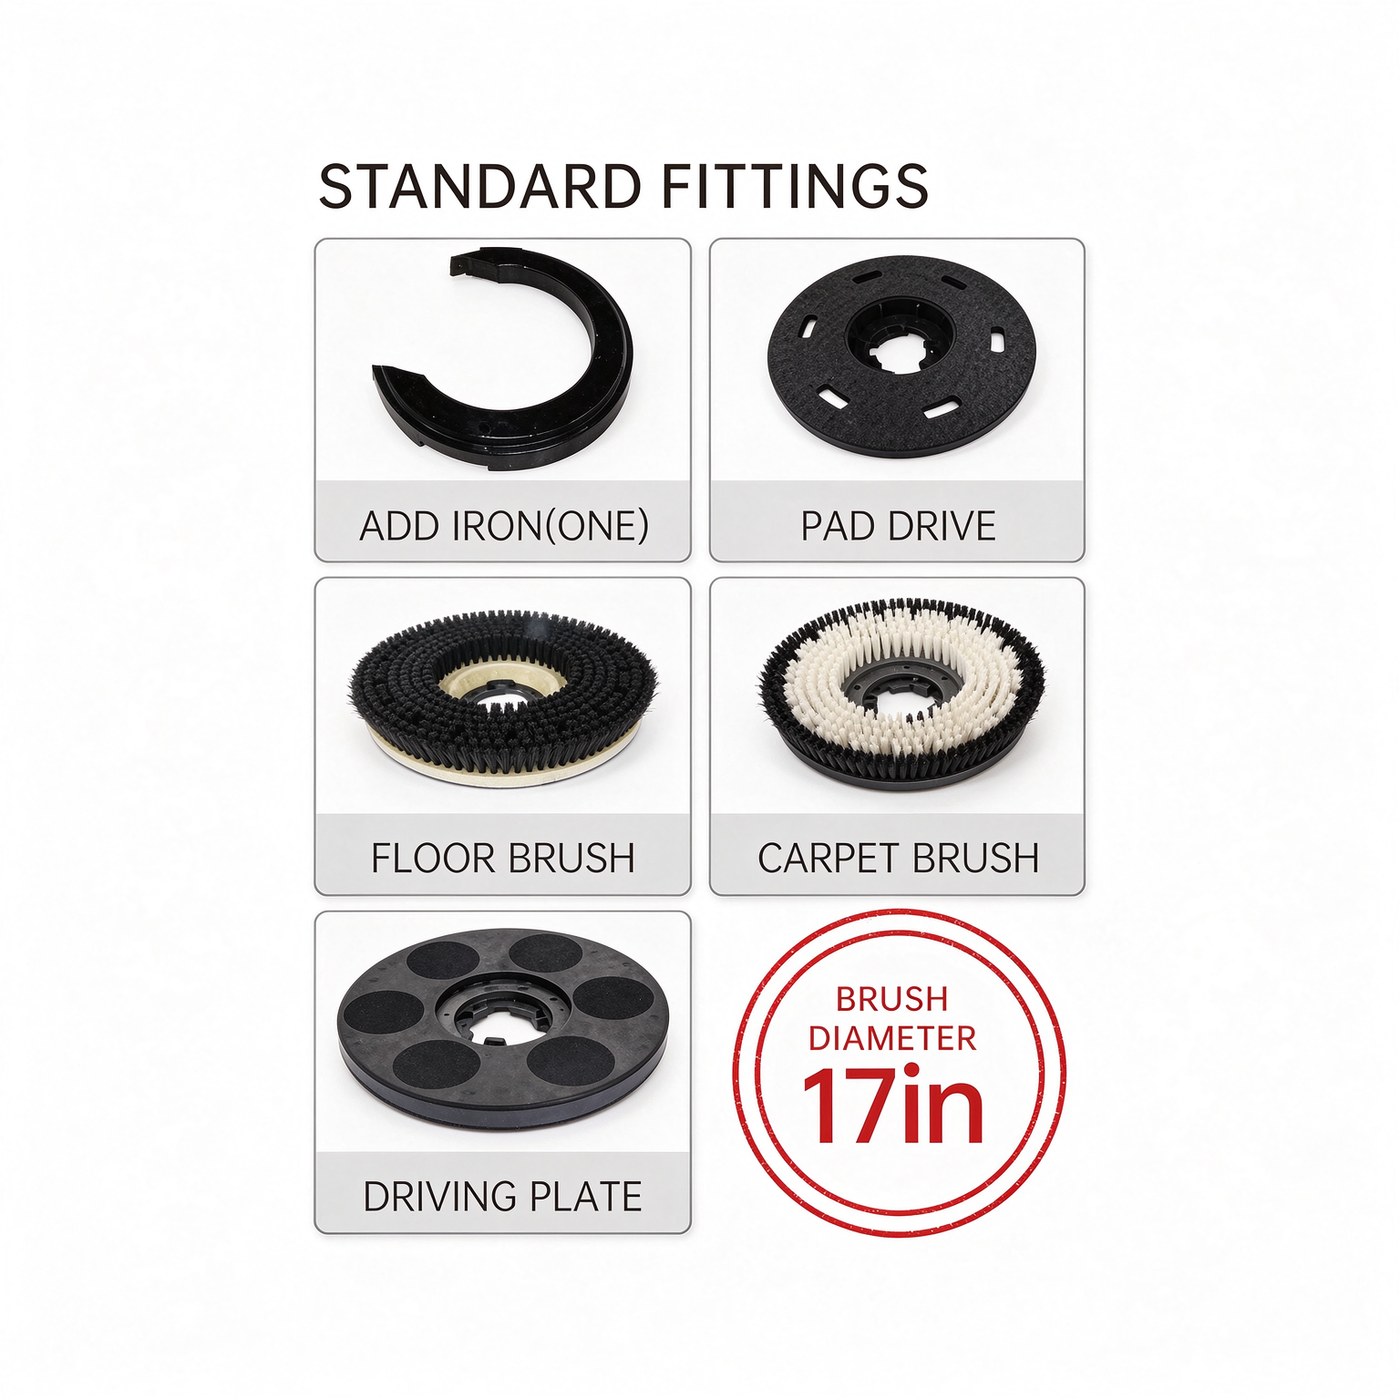 STANDARD FITTINGS
ADD IRON(ONE)
PAD DRIVE
FLOOR BRUSH
CARPET BRUSH
DRIVING PLATE
BRUSH
DIAMETER
17in